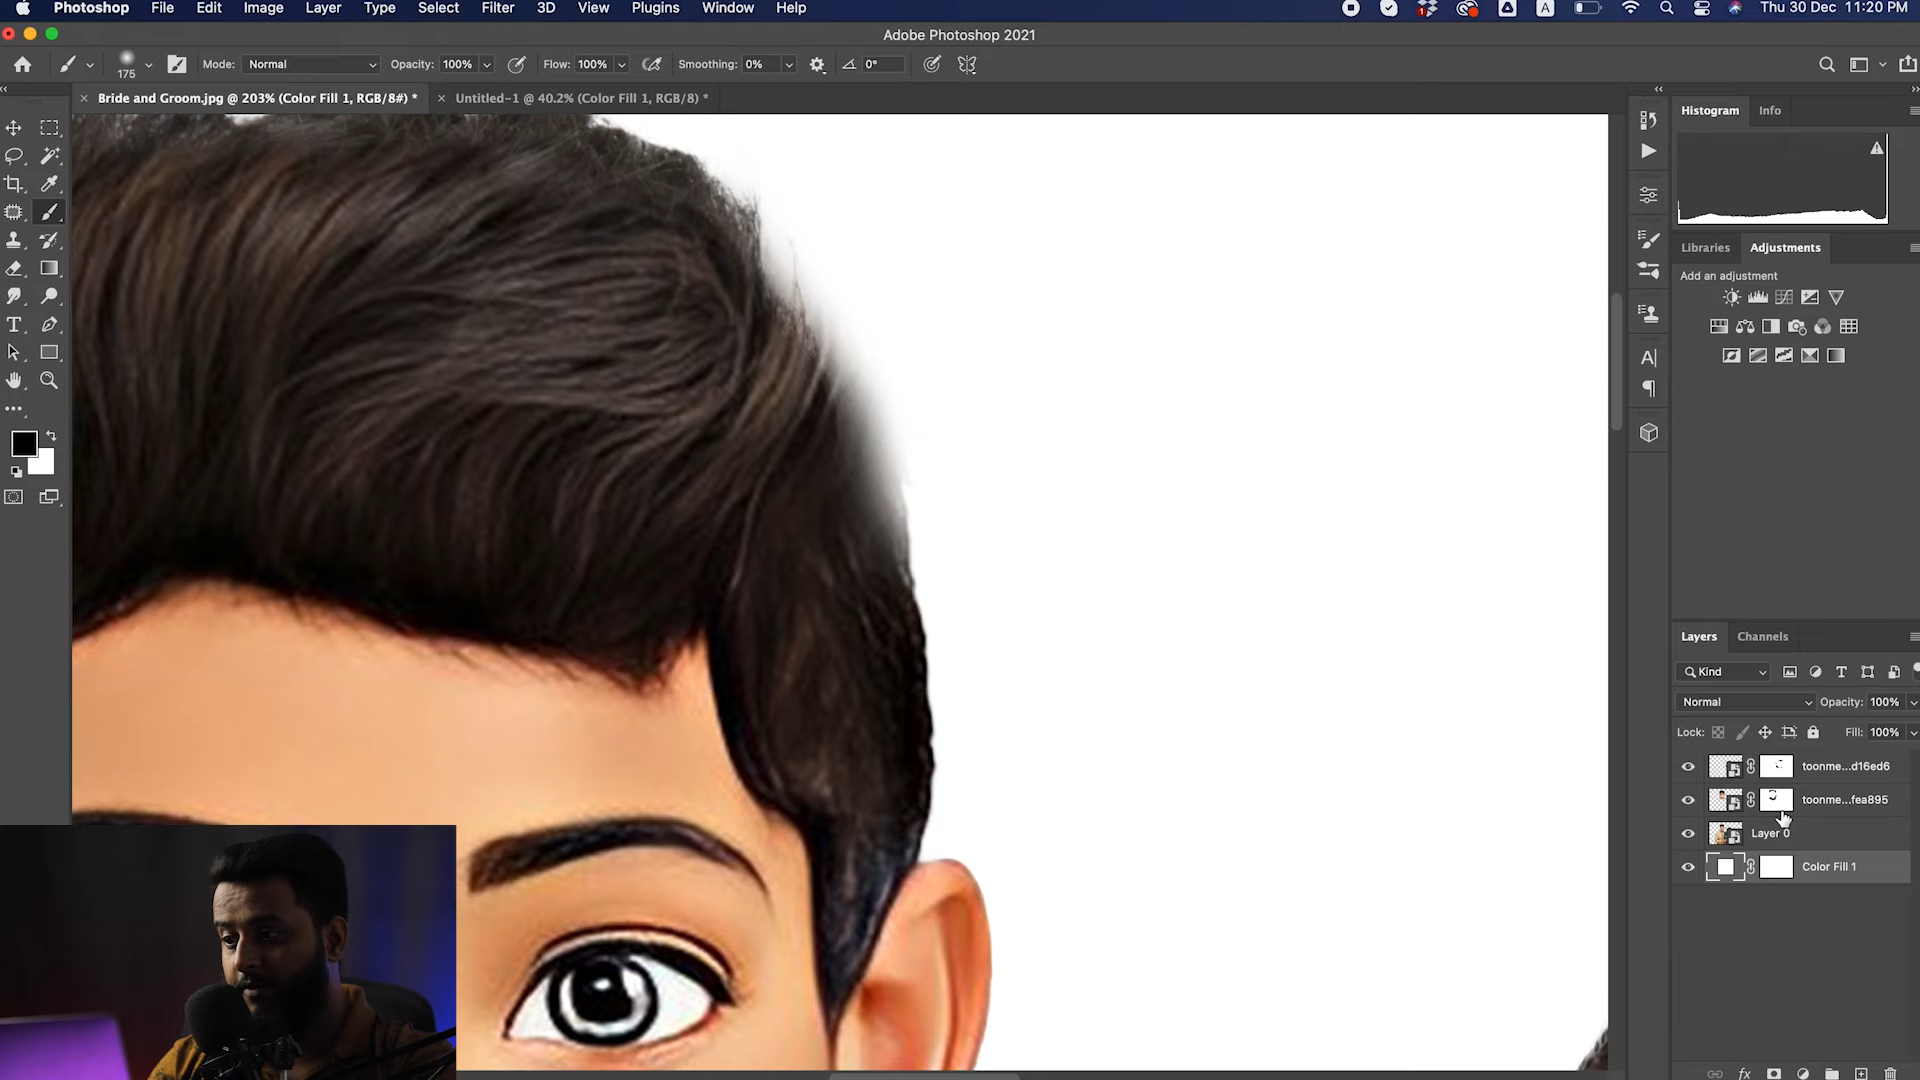 Photoshop File Edit Image Layer Type Select Filter 3D View Plugins Window Help
1
A
Thu 30 Dec 11:20 PM
Adobe Photoshop 2021
175
Mode: Normal
Opacity: 100%
Flow: 100%
Smoothing: 0%
0°
Bride and Groom.jpg @ 203% (Color Fill 1, RGB/8#) *
Untitled-1 @ 40.2% (Color Fill 1, RGB/8) *
Histogram Info
Libraries Adjustments
Add an adjustment
Layers Channels
Kind
Normal Opacity: 100%
Lock: Fill: 100%
toonme...d16ed6
toonme...fea895
Layer 0
Color Fill 1
fx